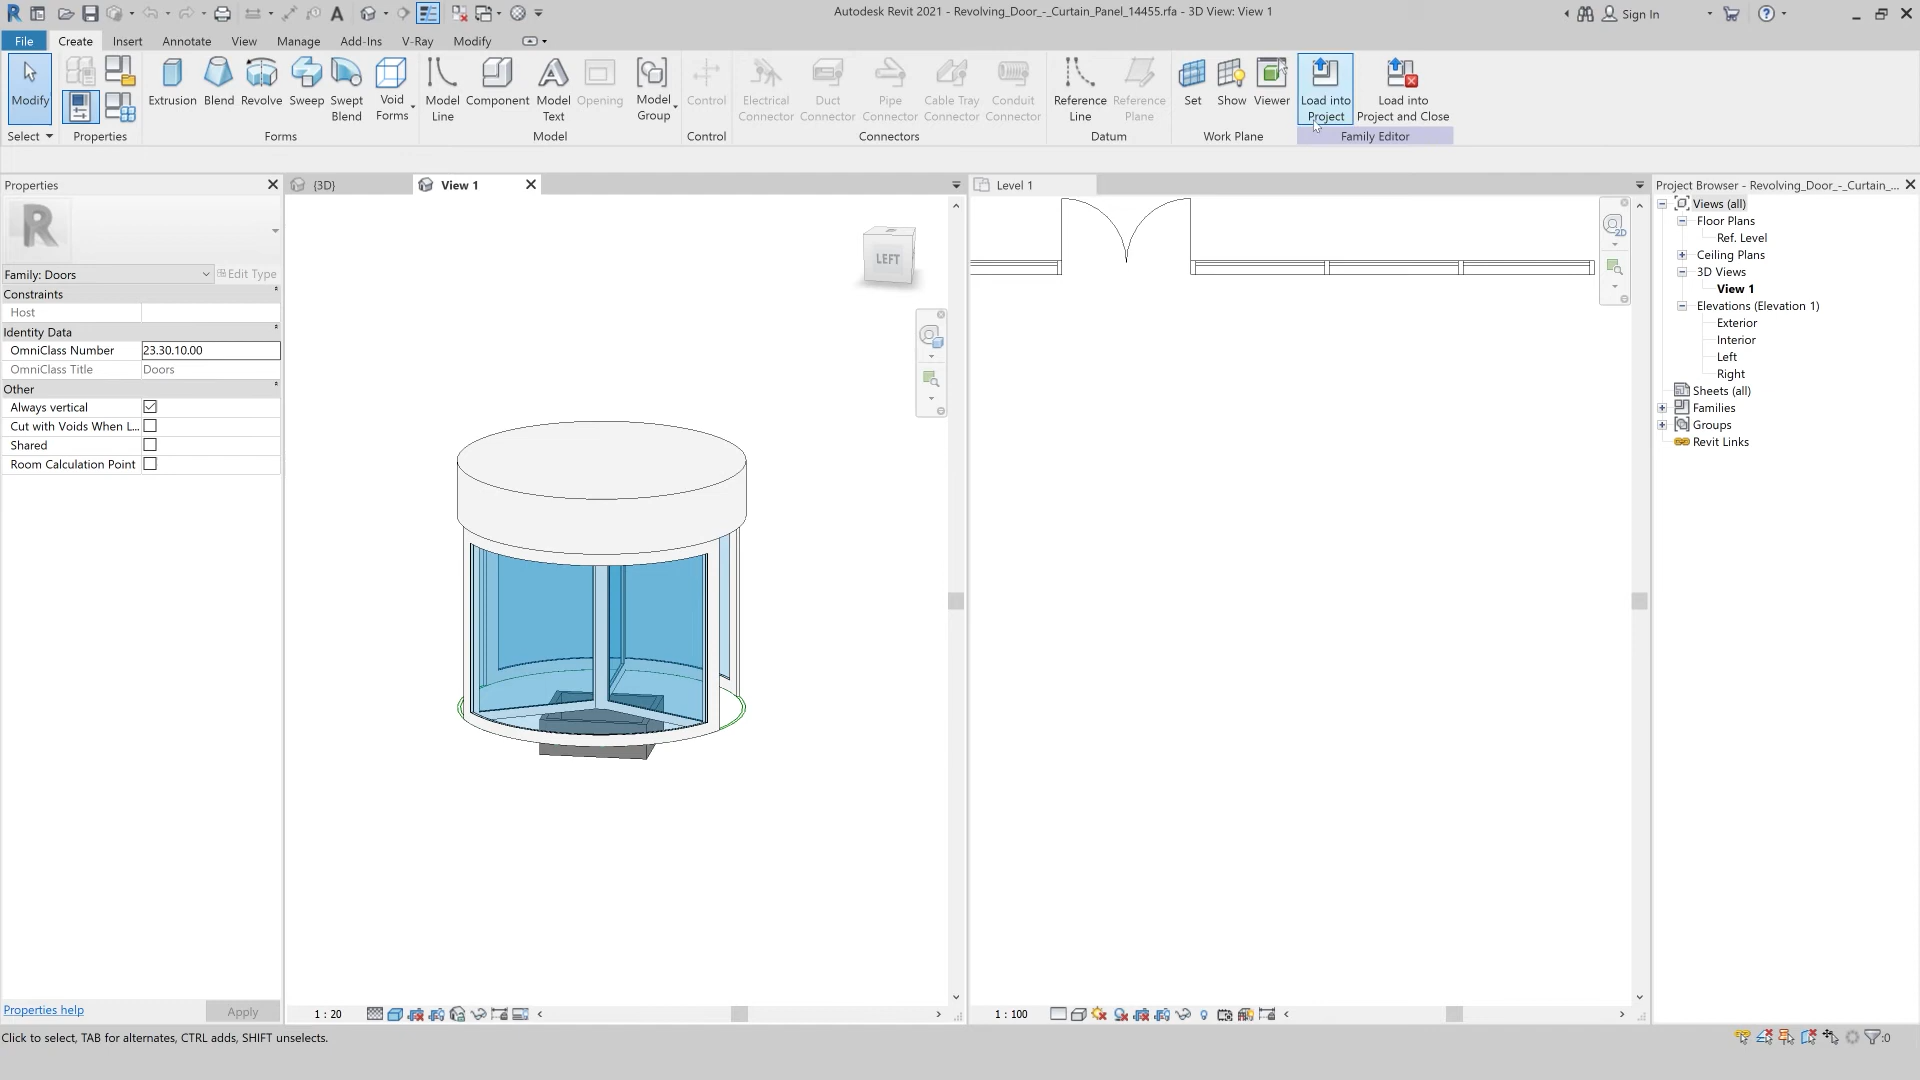 Autodesk Revit 2021 - Revolving_Door_-_Curtain_Panel_14455.rfa - 3D View: View 1
Sign In
File Create Insert Annotate View Manage Add-Ins V-Ray Modify
Modify
Extrusion Blend Revolve Sweep Swept Blend Void Forms
Model Line Component Model Text Opening Model Group
Control
Electrical Connector Duct Connector Pipe Connector Cable Tray Connector Conduit Connector
Reference Line Reference Plane
Set Show Viewer
Load into Project Load into Project and Close
Select Properties Forms Model Control Connectors Datum Work Plane Family Editor
Properties
R
Family: Doors Edit Type
Constraints
Host
Identity Data
OmniClass Number 23.30.10.00
OmniClass Title Doors
Other
Always vertical
Cut with Voids When L...
Shared
Room Calculation Point
Properties help Apply
{3D} View 1
LEFT
1 : 20
Level 1
2D
1 : 100
Project Browser - Revolving_Door_-_Curtain_...
Views (all)
Floor Plans
Ref. Level
Ceiling Plans
3D Views
View 1
Elevations (Elevation 1)
Exterior
Interior
Left
Right
Sheets (all)
Families
Groups
Revit Links
Click to select, TAB for alternates, CTRL adds, SHIFT unselects.
:0